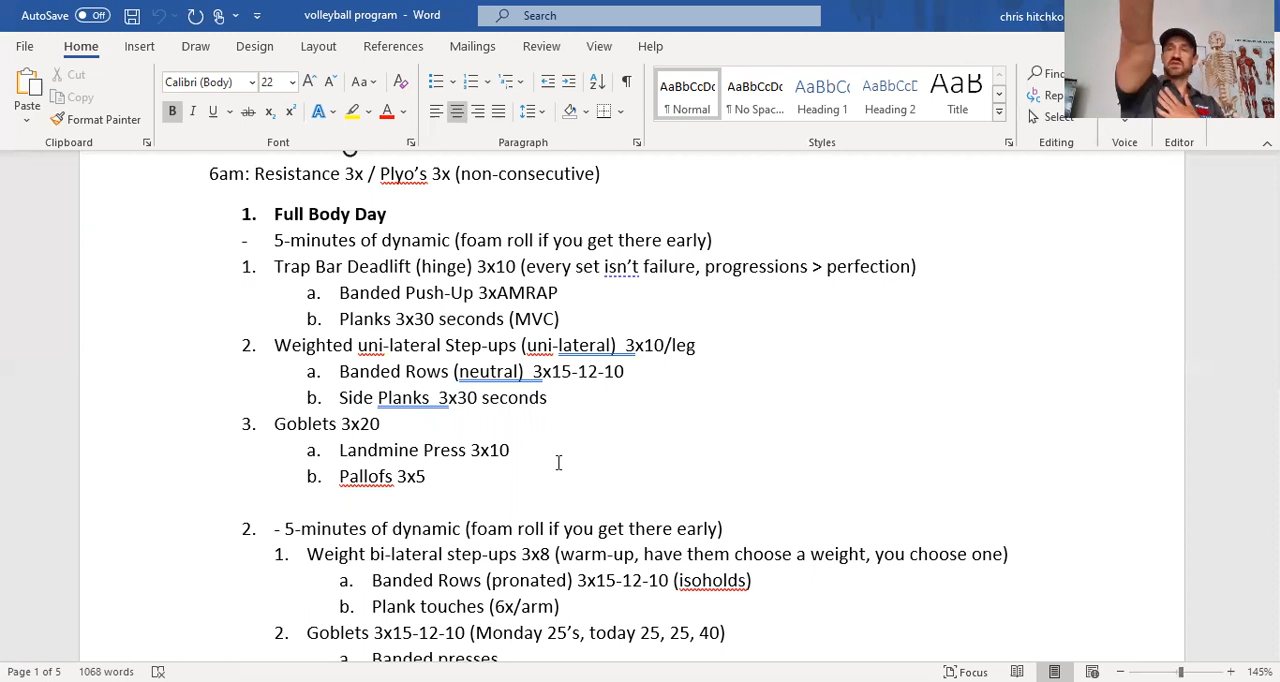 AutoSave Off
volleyball program - Word
Search
chris hitchko
File Home Insert Draw Design Layout References Mailings Review View Help
Paste
Cut
Copy
Format Painter
Calibri (Body) 22
AaBbCcDc AaBbCcDc AaBbCc AaBbCcD AaB
¶ Normal ¶ No Spac... Heading 1 Heading 2 Title
Select
Clipboard Font Paragraph Styles Editing Voice Editor
6am: Resistance 3x / Plyo's 3x (non-consecutive)
1. Full Body Day
- 5-minutes of dynamic (foam roll if you get there early)
1. Trap Bar Deadlift (hinge) 3x10 (every set isn't failure, progressions > perfection)
a. Banded Push-Up 3xAMRAP
b. Planks 3x30 seconds (MVC)
2. Weighted uni-lateral Step-ups (uni-lateral) 3x10/leg
a. Banded Rows (neutral) 3x15-12-10
b. Side Planks 3x30 seconds
3. Goblets 3x20
a. Landmine Press 3x10
b. Pallofs 3x5
2. - 5-minutes of dynamic (foam roll if you get there early)
1. Weight bi-lateral step-ups 3x8 (warm-up, have them choose a weight, you choose one)
a. Banded Rows (pronated) 3x15-12-10 (isoholds)
b. Plank touches (6x/arm)
2. Goblets 3x15-12-10 (Monday 25's, today 25, 25, 40)
a. Banded presses
Page 1 of 5 1068 words Focus 145%